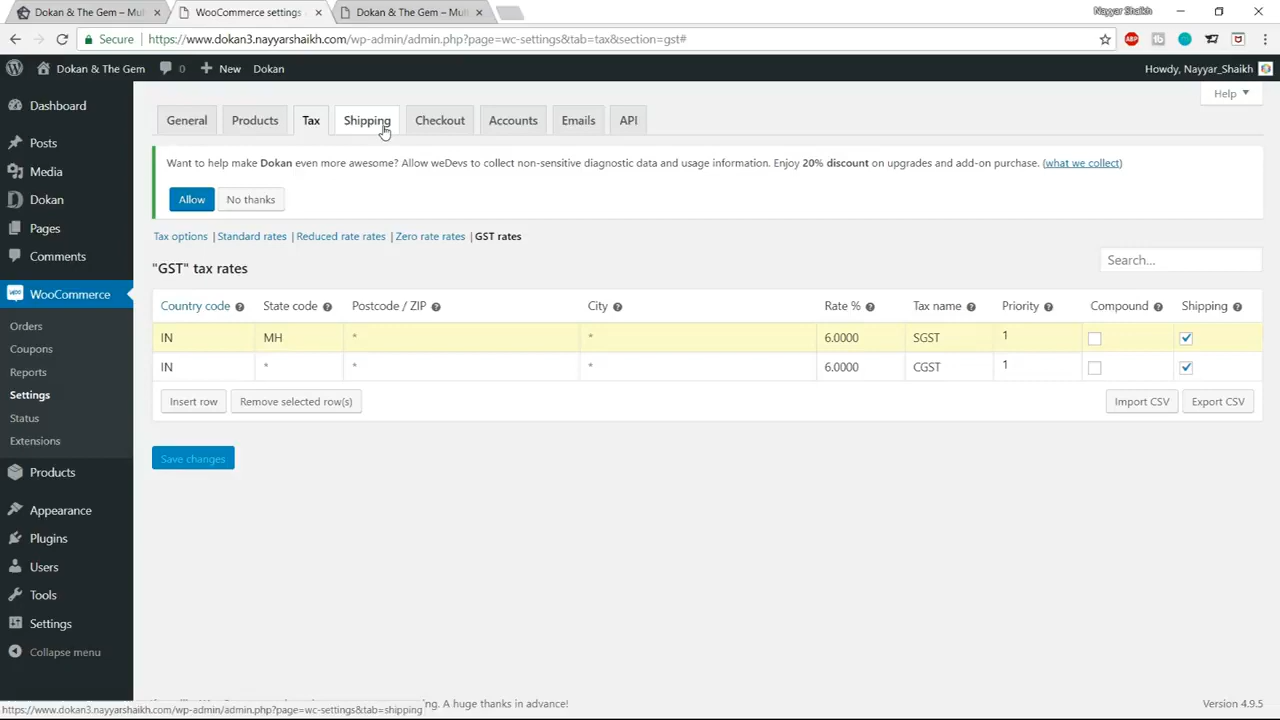 Dokan & The Gem – Mul
WooCommerce settings
Dokan & The Gem – Mul
Nayyar Shaikh
Secure
https://www.dokan3.nayyarshaikh.com/wp-admin/admin.php?page=wc-settings&tab=tax&section=gst#
Dokan & The Gem
0
New
Dokan
Howdy, Nayyar_Shaikh
Dashboard
Posts
Media
Dokan
Pages
Comments
WooCommerce
Orders
Coupons
Reports
Settings
Status
Extensions
Products
Appearance
Plugins
Users
Tools
Settings
Collapse menu
Help
General Products Tax Shipping Checkout Accounts Emails API
Want to help make Dokan even more awesome? Allow weDevs to collect non-sensitive diagnostic data and usage information. Enjoy 20% discount on upgrades and add-on purchase. (what we collect)
Allow No thanks
Tax options | Standard rates | Reduced rate rates | Zero rate rates | GST rates
"GST" tax rates
Search...
Country code ? State code ? Postcode / ZIP ? City ? Rate % ? Tax name ? Priority ? Compound ? Shipping ?
IN MH * * 6.0000 SGST 1
IN * * * 6.0000 CGST 1
Insert row Remove selected row(s) Import CSV Export CSV
Save changes
ng. A huge thanks in advance!
Version 4.9.5
https://www.dokan3.nayyarshaikh.com/wp-admin/admin.php?page=wc-settings&tab=shipping